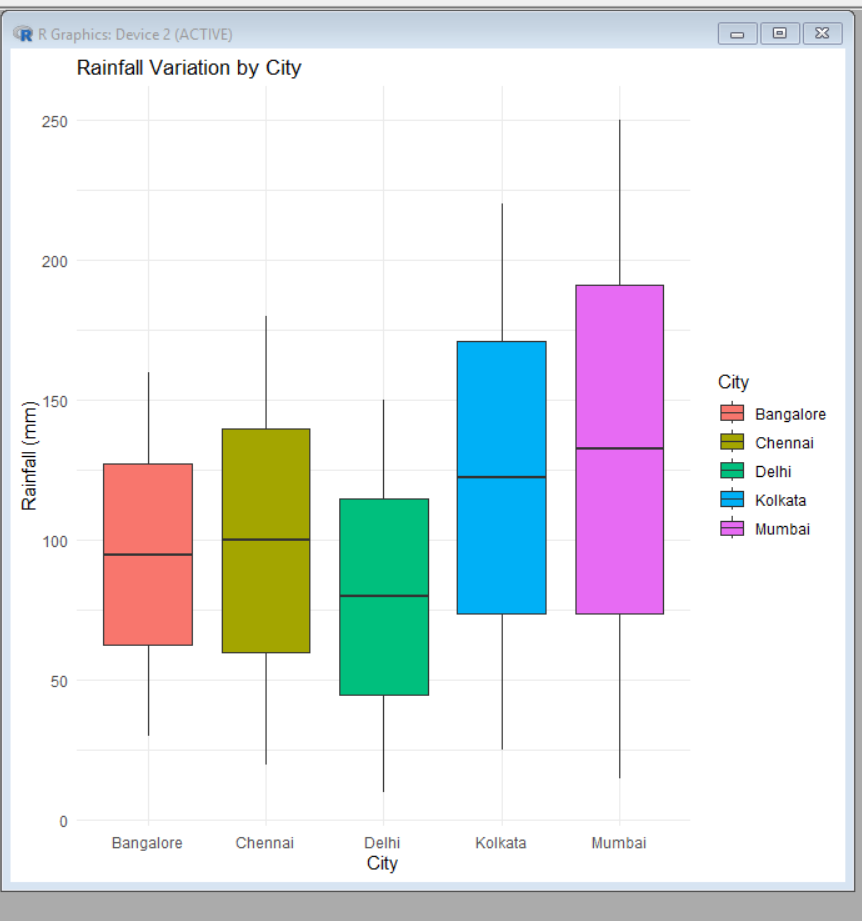 R Graphics: Device 2 (ACTIVE)
Rainfall Variation by City
250
200
150
100
50
0
Rainfall (mm)
Bangalore Chennai Delhi Kolkata Mumbai
City
City
Bangalore
Chennai
Delhi
Kolkata
Mumbai